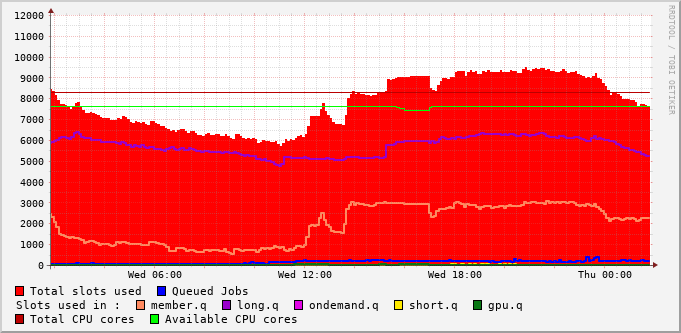 RRDTOOL / TOBI OETIKER
12000
11000
10000
9000
8000
7000
6000
5000
4000
3000
2000
1000
0
Wed 06:00 Wed 12:00 Wed 18:00 Thu 00:00
Total slots used Queued Jobs
Slots used in : member.q long.q ondemand.q short.q gpu.q
Total CPU cores Available CPU cores